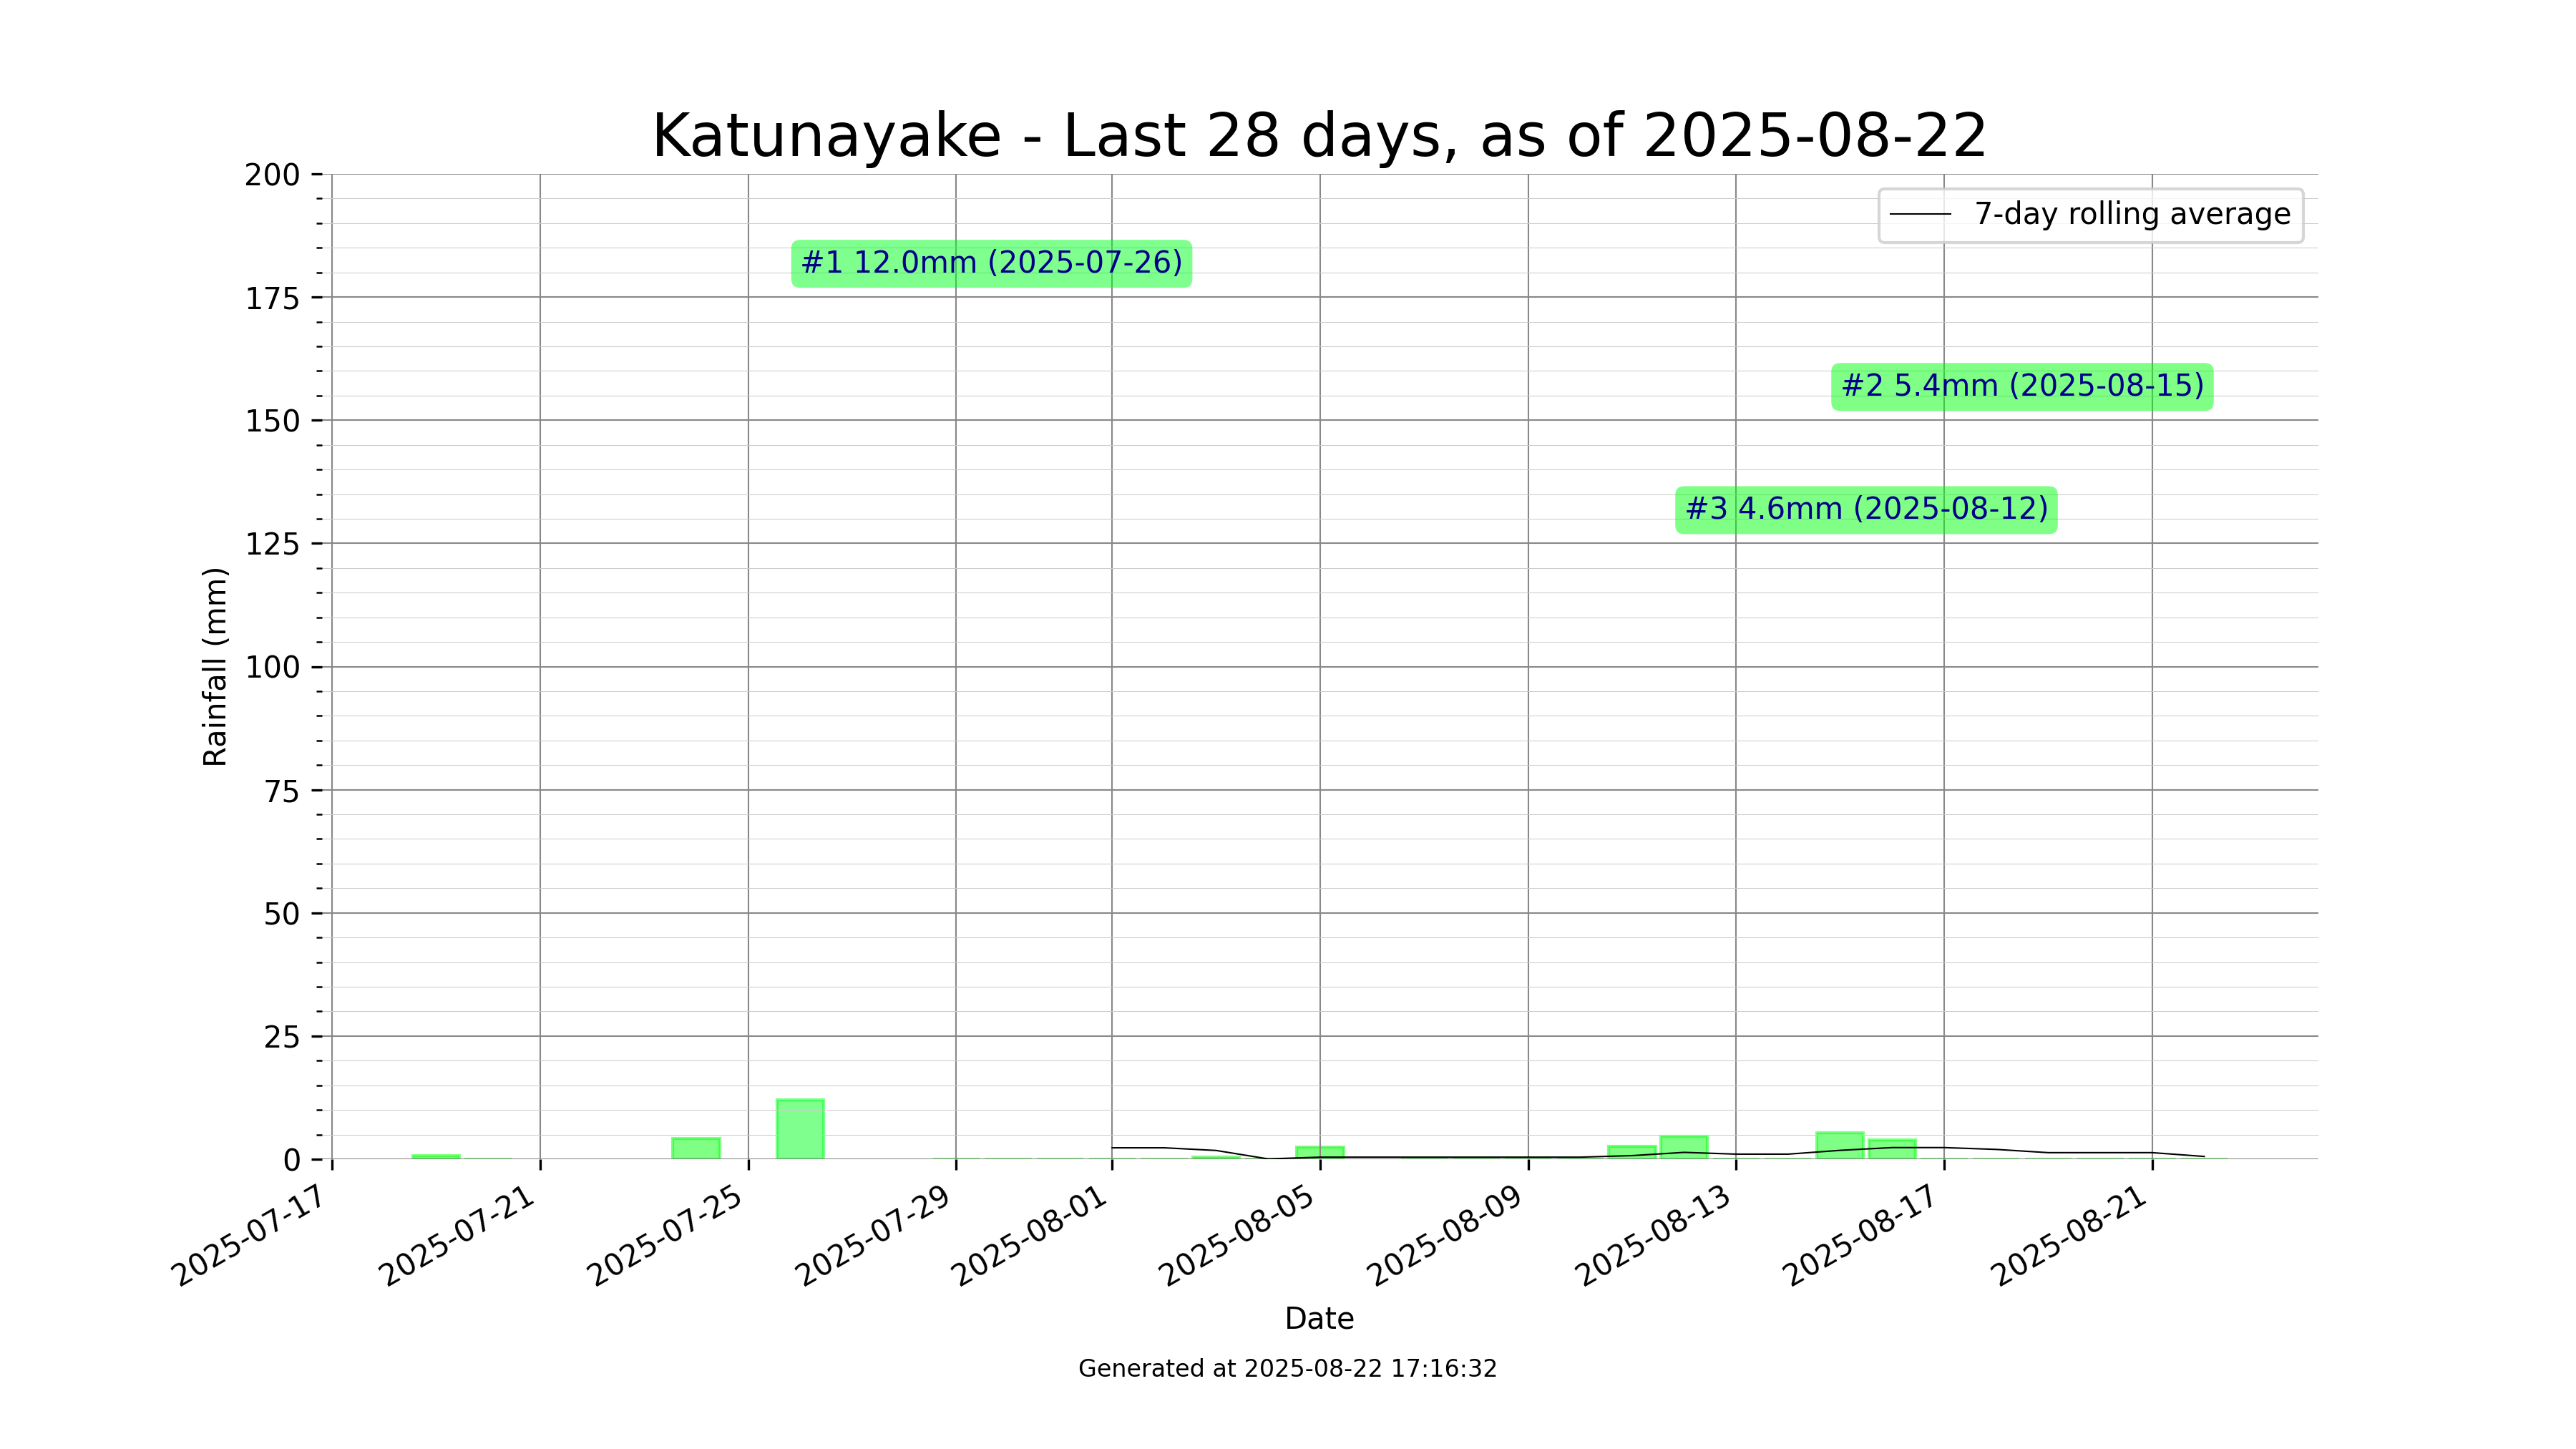 Katunayake - Last 28 days, as of 2025-08-22
7-day rolling average
#1 12.0mm (2025-07-26)
#2 5.4mm (2025-08-15)
#3 4.6mm (2025-08-12)
Rainfall (mm)
200
175
150
125
100
75
50
25
0
2025-07-17
2025-07-21
2025-07-25
2025-07-29
2025-08-01
2025-08-05
2025-08-09
2025-08-13
2025-08-17
2025-08-21
Date
Generated at 2025-08-22 17:16:32